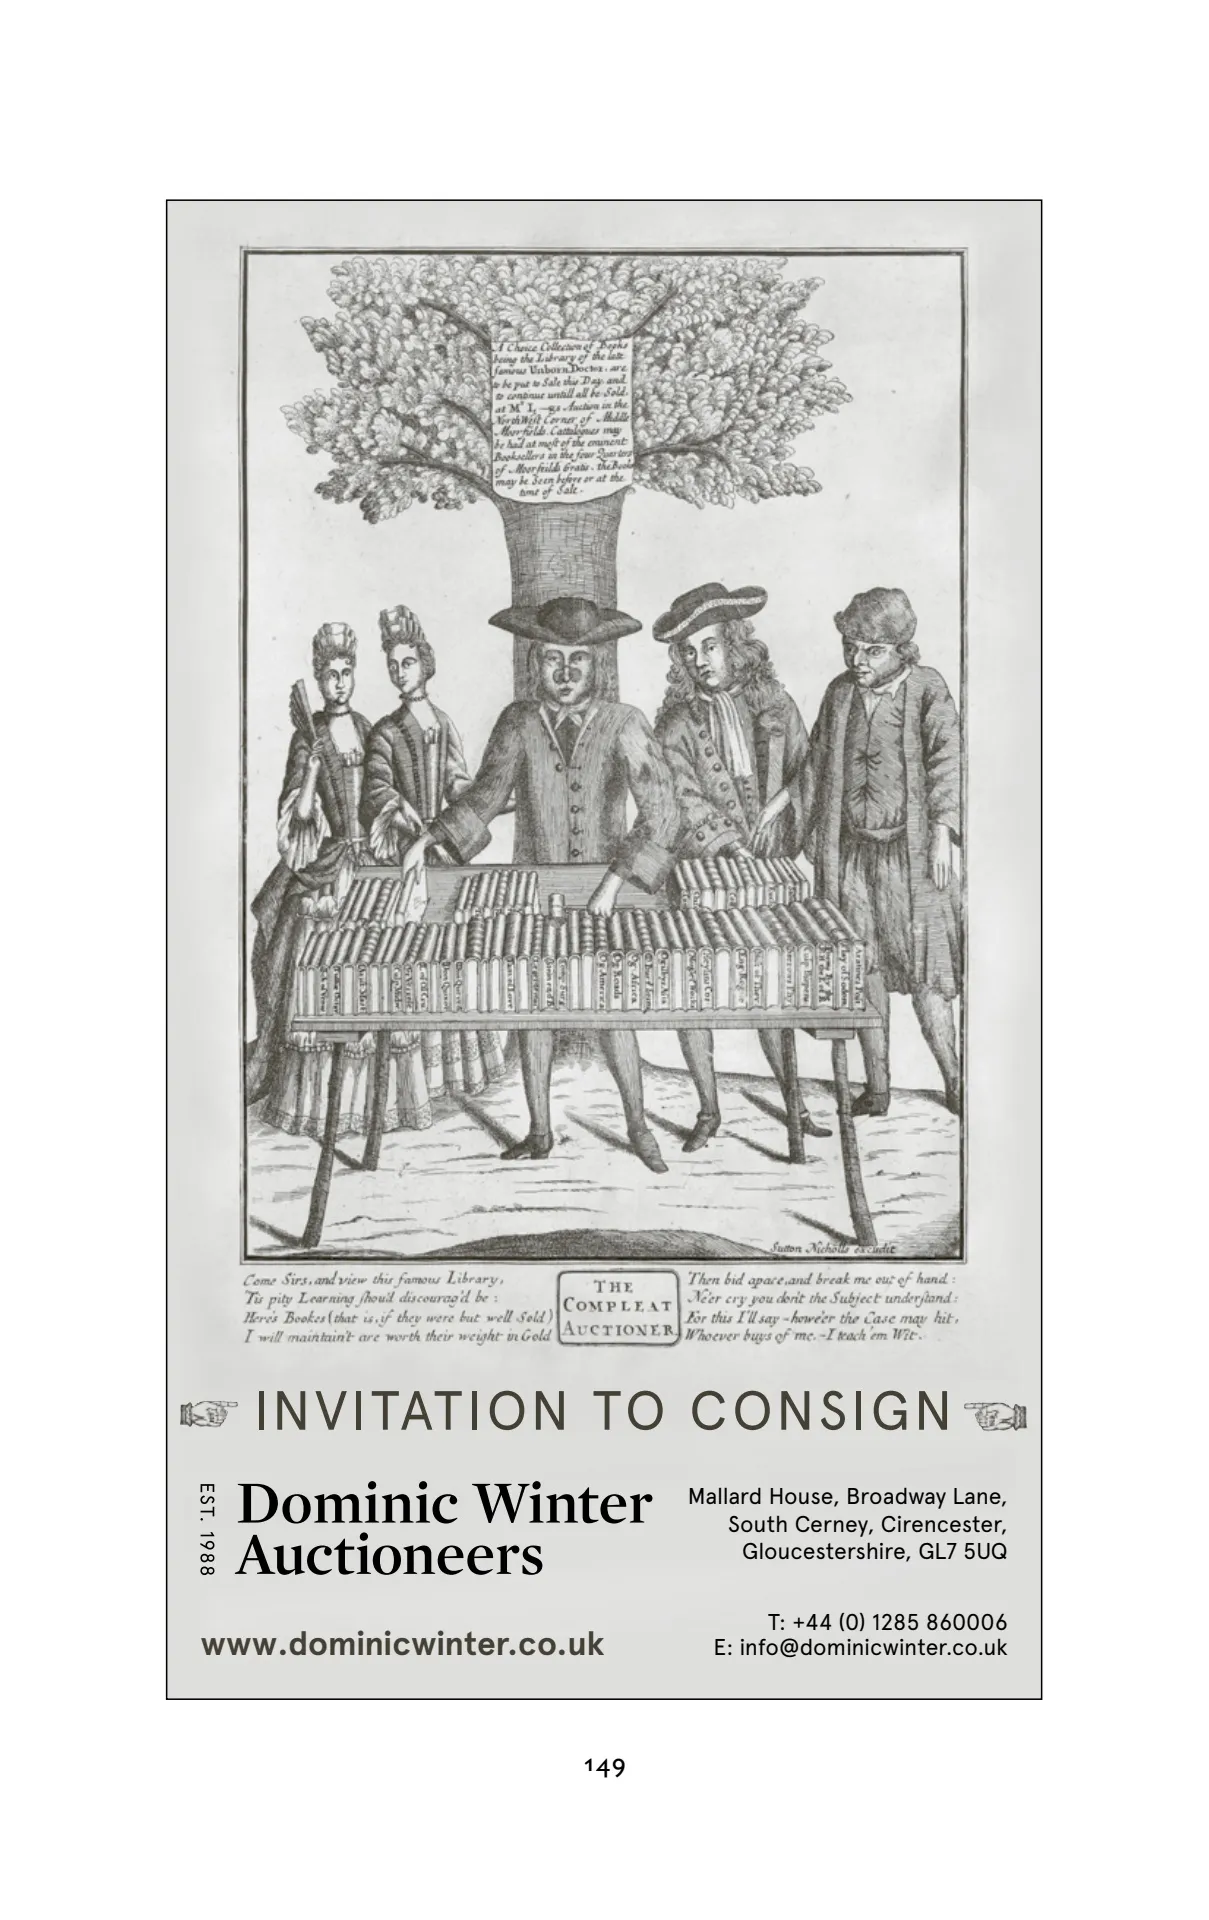 A Choice Collection of Books
being the Library of the late
famous Unborn Doctor, are
to be put to Sale this Day, and
to continue untill all be Sold,
at Mr L—gs Auction in the
North West Corner of Middle
Moorfields. Cattalogues may
be had at most of the eminent
Booksellers in the four Quarters
of Moorfeilds Gratis. the Books
may be Seen before or at the
time of Sale.
Sutton Nicholls excudit
Come Sirs, and view this famous Library,
'Tis pity Learning shou'd discourag'd be :
Here's Bookes (that is, if they were but well Sold)
I will maintain't are worth their weight in Gold
THE
COMPLEAT
AUCTIONER
Then bid apace, and break me out of hand :
Ne'er cry you don't the Subject understand :
For this I'll say – howe'er the Case may hit,
Whoever buys of me, – I teach 'em Wit.
INVITATION TO CONSIGN
EST. 1988
Dominic Winter
Auctioneers
www.dominicwinter.co.uk
Mallard House, Broadway Lane,
South Cerney, Cirencester,
Gloucestershire, GL7 5UQ
T: +44 (0) 1285 860006
E: info@dominicwinter.co.uk
149